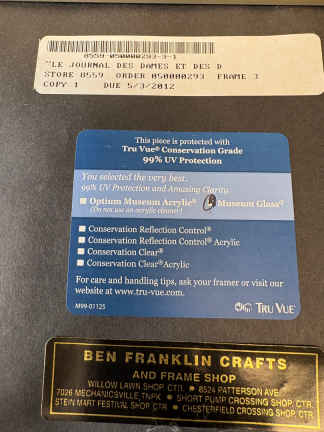 8559-050000293-3-1
"LE JOURNAL DES DAMES ET DES D
STORE 8559 ORDER 050000293 FRAME 3
COPY 1 DUE 5/3/2012
This piece is protected with
Tru Vue® Conservation Grade
99% UV Protection
You selected the very best.
99% UV Protection and Amazing Clarity.
Optium Museum Acrylic® Museum Glass®
(Do not use an acrylic cleaner)
Conservation Reflection Control®
Conservation Reflection Control® Acrylic
Conservation Clear®
Conservation Clear® Acrylic
For care and handling tips, ask your framer or visit our
website at www.tru-vue.com.
M99-01125
TRU VUE®
BEN FRANKLIN CRAFTS
AND FRAME SHOP
WILLOW LAWN SHOP. CTR. • 8524 PATTERSON AVE.
7026 MECHANICSVILLE TNPK • SHORT PUMP CROSSING SHOP. CTR.
STEIN MART FESTIVAL SHOP. CTR. • CHESTERFIELD CROSSING SHOP. CTR.